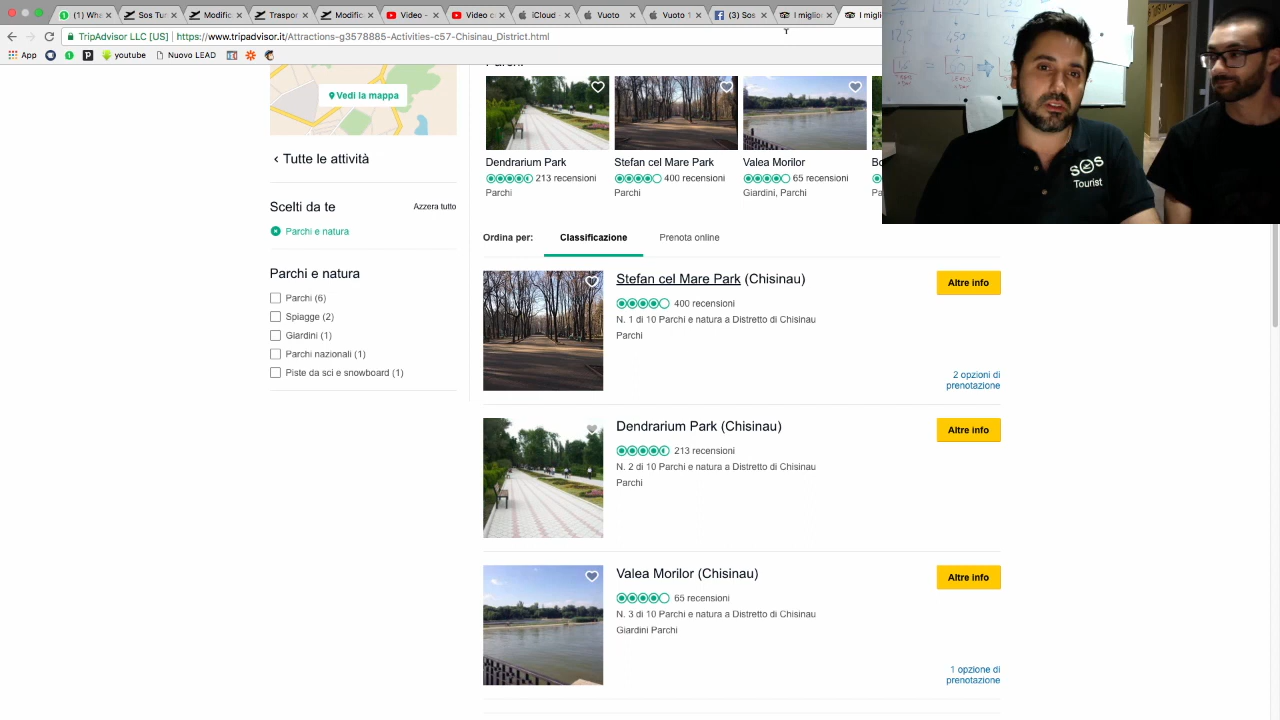 (1) Wha
SoS Tur
Traspo
Modific
Modific
Video d
Video d
iCloud -
Vuoto
Vuoto 1
(3) Sos
I miglio
I miglio
TripAdvisor LLC [US] | https://www.tripadvisor.it/Attractions-g3578885-Activities-c57-Chisinau_District.html
App
youtube
Nuovo LEAD
Parchi
Vedi la mappa
Dendrarium Park
213 recensioni
Parchi
Stefan cel Mare Park
400 recensioni
Parchi
Valea Morilor
65 recensioni
Giardini, Parchi
Bo
Pa
‹ Tutte le attività
Scelti da te
Azzera tutto
Parchi e natura
Parchi e natura
Parchi (6)
Spiagge (2)
Giardini (1)
Parchi nazionali (1)
Piste da sci e snowboard (1)
Ordina per:
Classificazione
Prenota online
Stefan cel Mare Park (Chisinau)
400 recensioni
N. 1 di 10 Parchi e natura a Distretto di Chisinau
Parchi
Altre info
2 opzioni di
prenotazione
Dendrarium Park (Chisinau)
213 recensioni
N. 2 di 10 Parchi e natura a Distretto di Chisinau
Parchi
Altre info
Valea Morilor (Chisinau)
65 recensioni
N. 3 di 10 Parchi e natura a Distretto di Chisinau
Giardini Parchi
Altre info
1 opzione di
prenotazione
SOS
Tourist